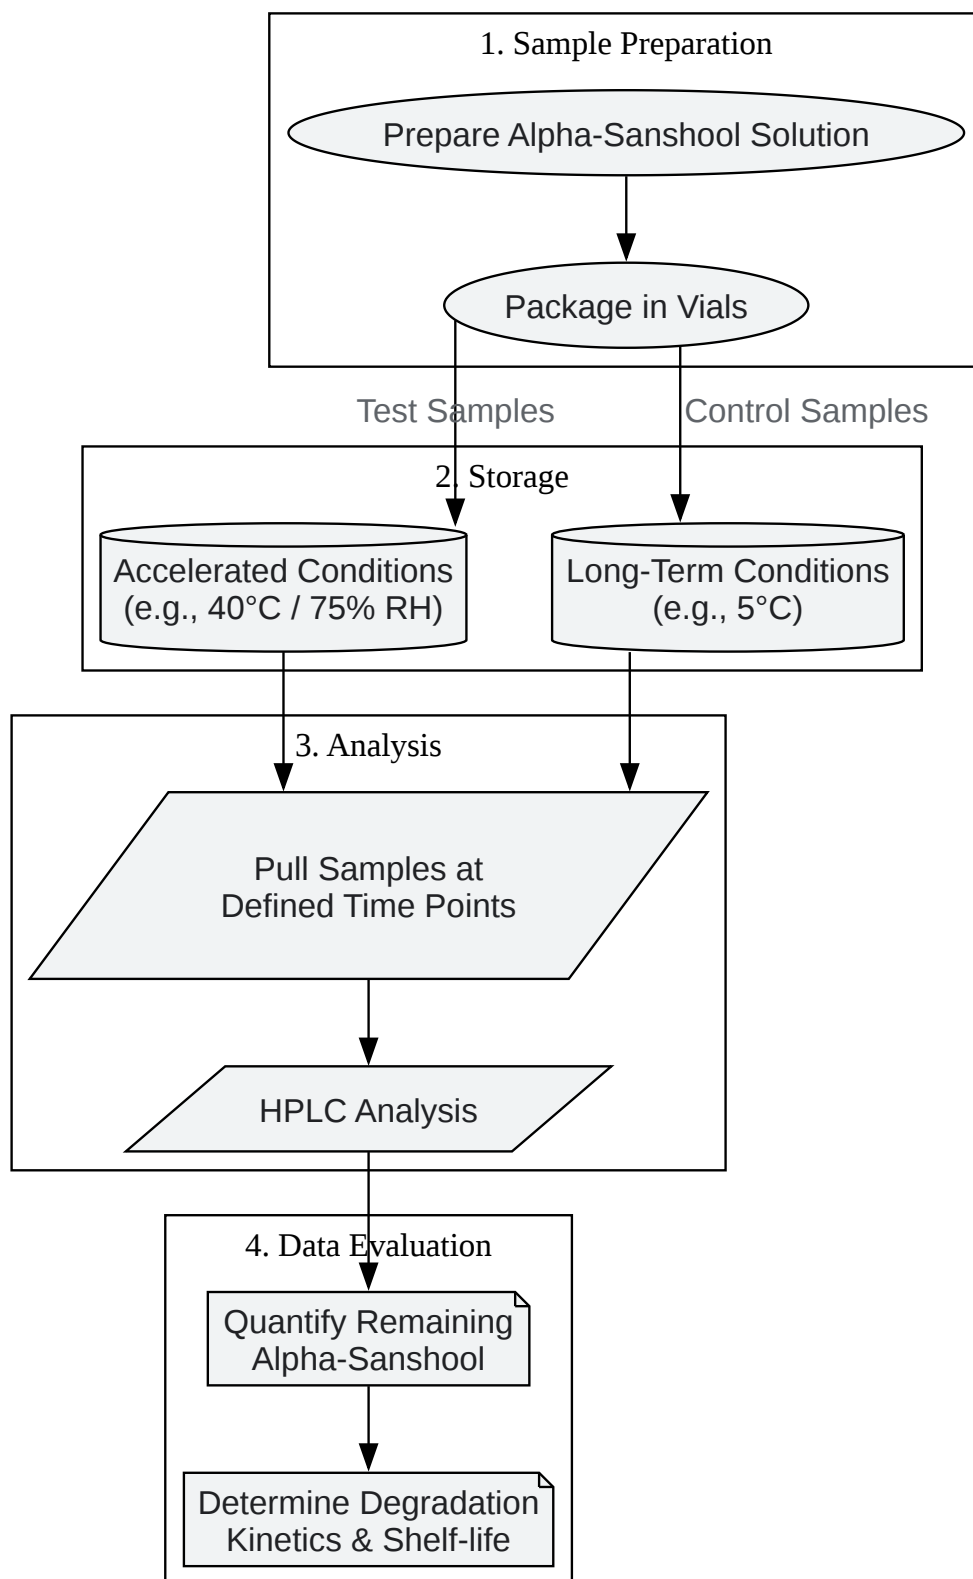 1. Sample Preparation
Prepare Alpha-Sanshool Solution
Package in Vials
Test Samples
Control Samples
2. Storage
Accelerated Conditions
(e.g., 40°C / 75% RH)
Long-Term Conditions
(e.g., 5°C)
3. Analysis
Pull Samples at
Defined Time Points
HPLC Analysis
4. Data Evaluation
Quantify Remaining
Alpha-Sanshool
Determine Degradation
Kinetics & Shelf-life